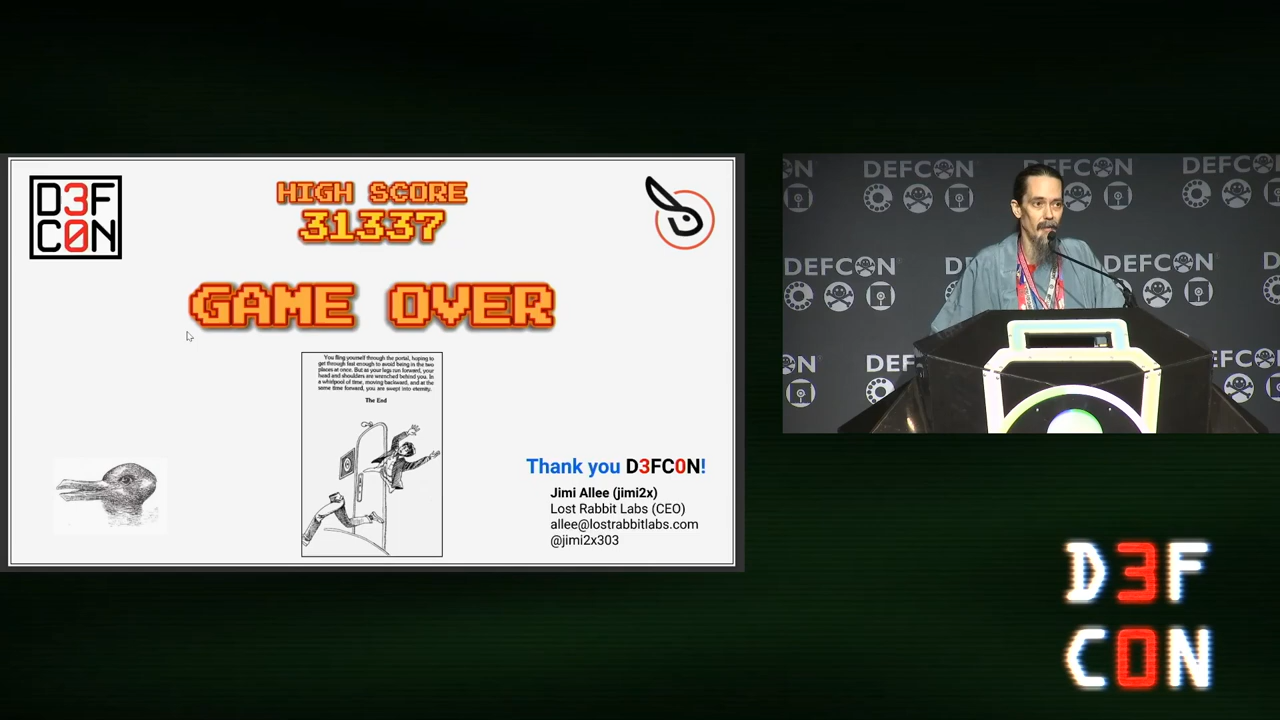 D3F
C0N
HIGH SCORE
31337
GAME OVER
You fling yourself through the portal, hoping to
get through fast enough to avoid being in the two
places at once. But as your legs run forward, your
head and shoulders are wrenched behind you. In
a whirlpool of time, moving backward, and at the
same time forward, you are swept into eternity.
The End
Thank you D3FC0N!
Jimi Allee (jimi2x)
Lost Rabbit Labs (CEO)
allee@lostrabbitlabs.com
@jimi2x303
DEFCON
DEFCON
DEFCON
DEFCON
DEFCON
DEFCON
D3F
C0N